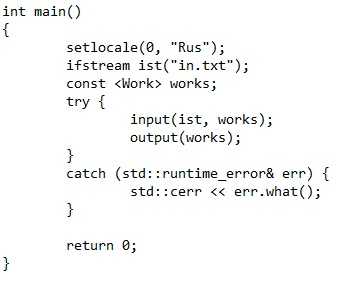 int main()
{
        setlocale(0, "Rus");
        ifstream ist("in.txt");
        const <Work> works;
        try {
                input(ist, works);
                output(works);
        }
        catch (std::runtime_error& err) {
                std::cerr << err.what();
        }

        return 0;
}